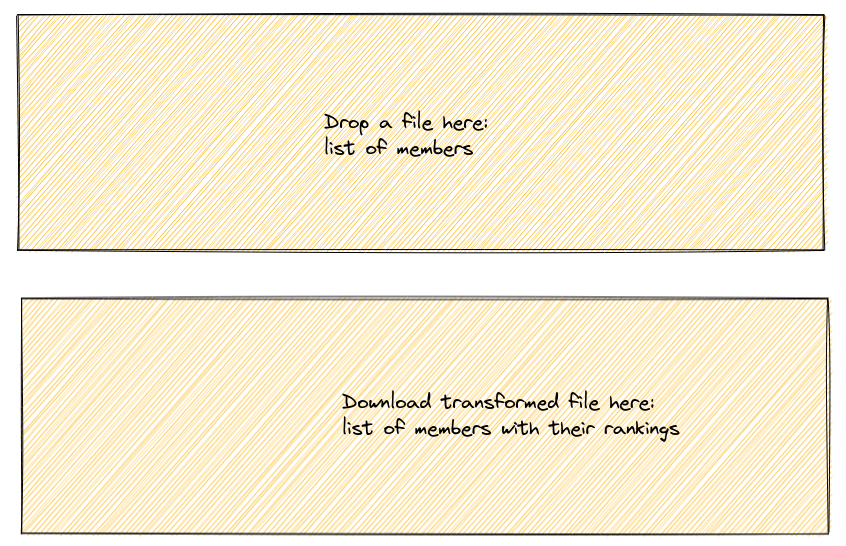 Drop a file here:
list of members
Download transformed file here:
list of members with their rankings